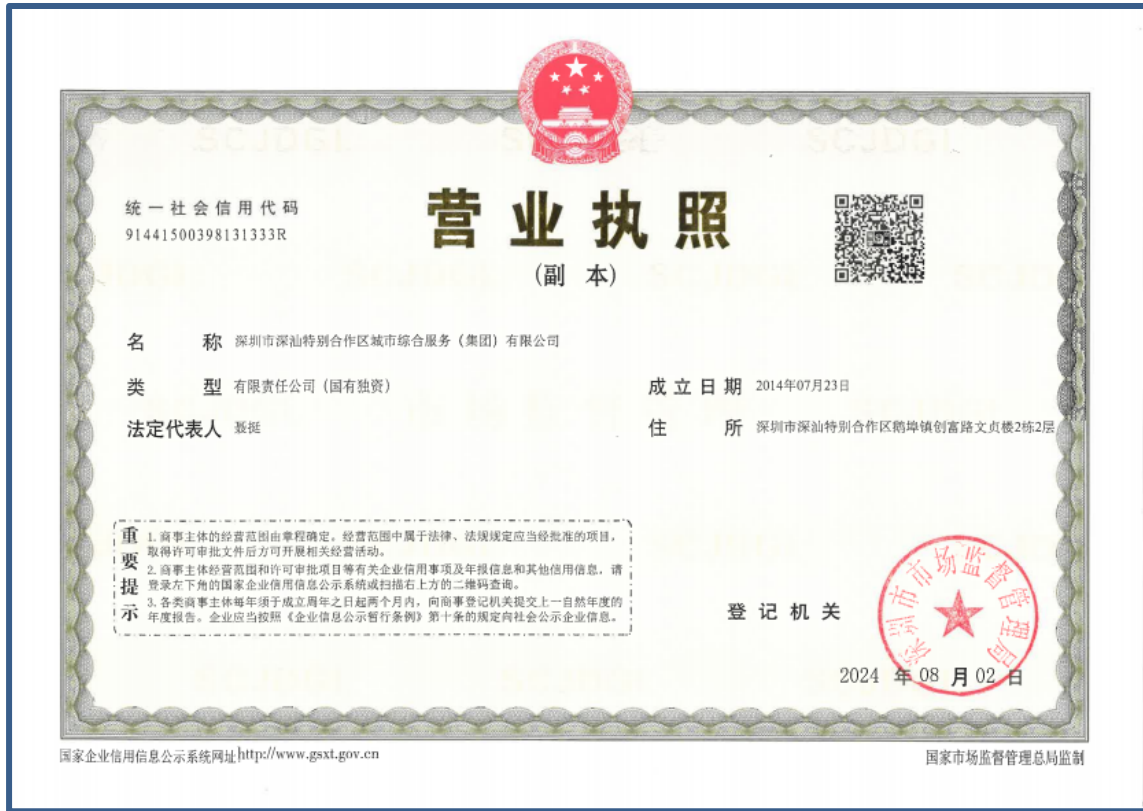 统一社会信用代码
91441500398131333R
营业执照
(副 本)
名 称 深圳市深汕特别合作区城市综合服务（集团）有限公司
类 型 有限责任公司（国有独资）
成立日期 2014年07月23日
法定代表人 聂挺
住 所 深圳市深汕特别合作区鹅埠镇创富路文贞楼2栋2层
重要提示
1.商事主体的经营范围由章程确定。经营范围中属于法律、法规规定应当经批准的项目，
取得许可审批文件后方可开展相关经营活动。
2.商事主体经营范围和许可审批项目等有关企业信用事项及年报信息和其他信用信息，请
登录左下角的国家企业信用信息公示系统或扫描右上方的二维码查询。
3.各类商事主体每年须于成立周年之日起两个月内，向商事登记机关提交上一自然年度的
年度报告。企业应当按照《企业信息公示暂行条例》第十条的规定向社会公示企业信息。
登记机关
深圳市市场监督管理局
2024 年 08 月 02 日
国家企业信用信息公示系统网址http://www.gsxt.gov.cn
国家市场监督管理总局监制